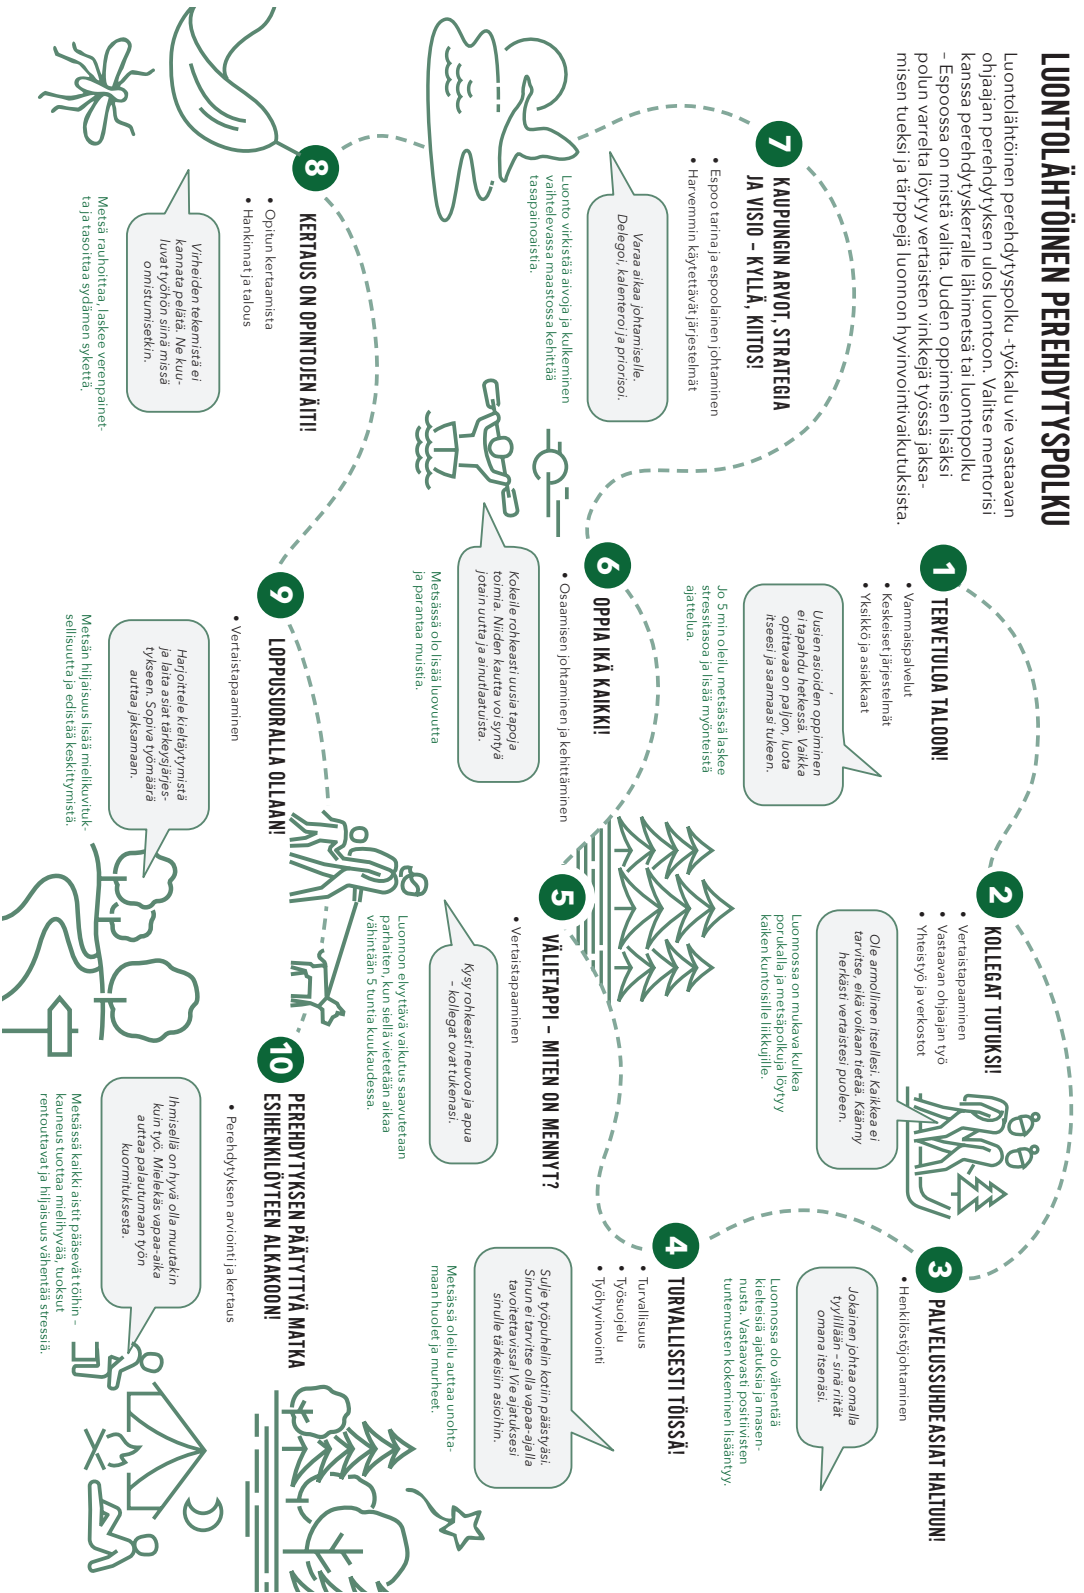 LUONTOLÄHTÖINEN PEREHDYTYSPOLKU
Luontolähtöinen perehdytyspolku -työkalu vie vastaavan
ohjaajan perehdytyksen ulos luontoon. Valitse mentorisi
kanssa perehdytyskerralle lähimetsä tai luontopolku
– Espoossa on mistä valita. Uuden oppimisen lisäksi
polun varrelta löytyy vertaisten vinkkejä työssä jaksa-
misen tueksi ja tärppejä luonnon hyvinvointivaikutuksista.
1
TERVETULOA TALOON!
• Vammaispalvelut
• Keskeiset järjestelmät
• Yksikkö ja asiakkaat
,
Uusien asioiden oppiminen
ei tapahdu hetkessä. Vaikka
opittavaa on paljon, luota
itseesi ja saamaasi tukeen.
Jo 5 min oleilu metsässä laskee
stressitasoa ja lisää myönteistä
ajattelua.
2
KOLLEGAT TUTUKSI!
• Vertaistapaaminen
• Vastaavan ohjaajan työ
• Yhteistyö ja verkostot
Ole armollinen itsellesi. Kaikkea ei
tarvitse, eikä voikaan tietää. Käänny
herkästi vertaistesi puoleen.
Luonnossa on mukava kulkea
porukalla ja metsäpolkuja löytyy
kaiken kuntoisille liikkujille.
3
PALVELUSSUHDEASIAT HALTUUN!
• Henkilöstöjohtaminen
Jokainen johtaa omalla
tyylillään – sinä riität
omana itsenäsi.
Luonnossa olo vähentää
kielteisiä ajatuksia ja masen-
nusta. Vastaavasti positiivisten
tuntemusten kokeminen lisääntyy.
4
TURVALLISESTI TÖISSÄ!
• Turvallisuus
• Työsuojelu
• Työhyvinvointi
Sulje työpuhelin kotiin päästyäsi.
Sinun ei tarvitse olla vapaa-ajalla
tavoitettavissa! Vie ajatuksesi
sinulle tärkeisiin asioihin.
Metsässä oleilu auttaa unohta-
maan huolet ja murheet.
5
VÄLIETAPPI – MITEN ON MENNYT?
• Vertaistapaaminen
Kysy rohkeasti neuvoa ja apua
– kollegat ovat tukenasi.
Luonnon elvyttävä vaikutus saavutetaan
parhaiten, kun siellä vietetään aikaa
vähintään 5 tuntia kuukaudessa.
6
OPPIA IKÄ KAIKKI!
• Osaamisen johtaminen ja kehittäminen
Kokeile rohkeasti uusia tapoja
toimia. Niiden kautta voi syntyä
jotain uutta ja ainutlaatuista.
Metsässä olo lisää luovuutta
ja parantaa muistia.
7
KAUPUNGIN ARVOT, STRATEGIA
JA VISIO – KYLLÄ, KIITOS!
• Espoo tarina ja espoolainen johtaminen
• Harvemmin käytettävät järjestelmät
Varaa aikaa johtamiselle.
Delegoi, kalenteroi ja priorisoi.
Luonto virkistää aivoja ja kulkeminen
vaihtelevassa maastossa kehittää
tasapainoaistia.
8
KERTAUS ON OPINTOJEN ÄITI!
• Opitun kertaamista
• Hankinnat ja talous
Virheiden tekemistä ei
kannata pelätä. Ne kuu-
luvat työhön siinä missä
onnistumisetkin.
Metsä rauhoittaa, laskee verenpainet-
ta ja tasoittaa sydämen sykettä.
9
LOPPUSUORALLA OLLAAN!
• Vertaistapaaminen
Harjoittele kieltäytymistä
ja laita asiat tärkeysjärjes-
tykseen. Sopiva työmäärä
auttaa jaksamaan.
Metsän hiljaisuus lisää mielikuvituk-
sellisuutta ja edistää keskittymistä.
10
PEREHDYTYKSEN PÄÄTYTTYÄ MATKA
ESIHENKILÖYTEEN ALKAKOON!
• Perehdytyksen arviointi ja kertaus
Ihmisellä on hyvä olla muutakin
kuin työ. Mielekäs vapaa-aika
auttaa palautumaan työn
kuormituksesta.
Metsässä kaikki aistit pääsevät töihin –
kauneus tuottaa mielihyvää, tuoksut
rentouttavat ja hiljaisuus vähentää stressiä.